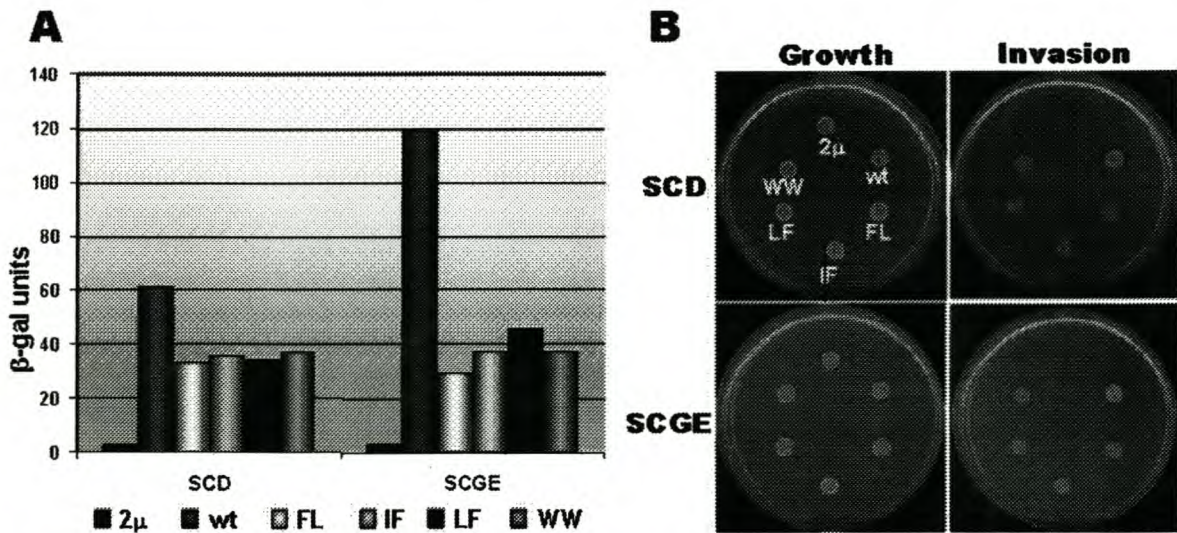 A
140
120
100
80
60
40
20
0
β-gal units
SCD
SCGE
2μ wt FL IF LF WW
B
Growth Invasion
SCD
2μ
wt
WW
LF
FL
IF
SCGE